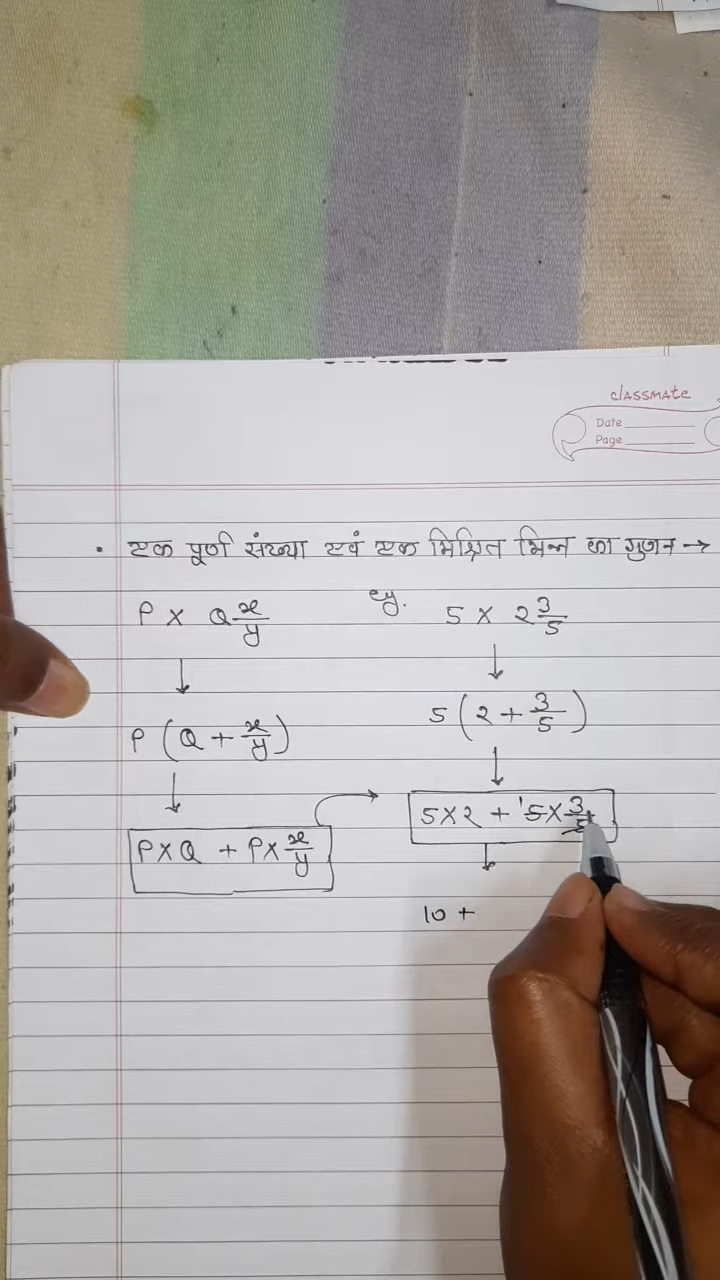 classmate
Date
Page
• एक पूर्ण संख्या एवं एक मिश्रित भिन्न का गुणन →
P × Q x/y eg. 5 × 2 3/5
↓ ↓
P (Q + x/y) 5 (2 + 3/5)
↓ ↓
P × Q + P × x/y → 5 × 2 + 5 × 3/5
↓
10 +